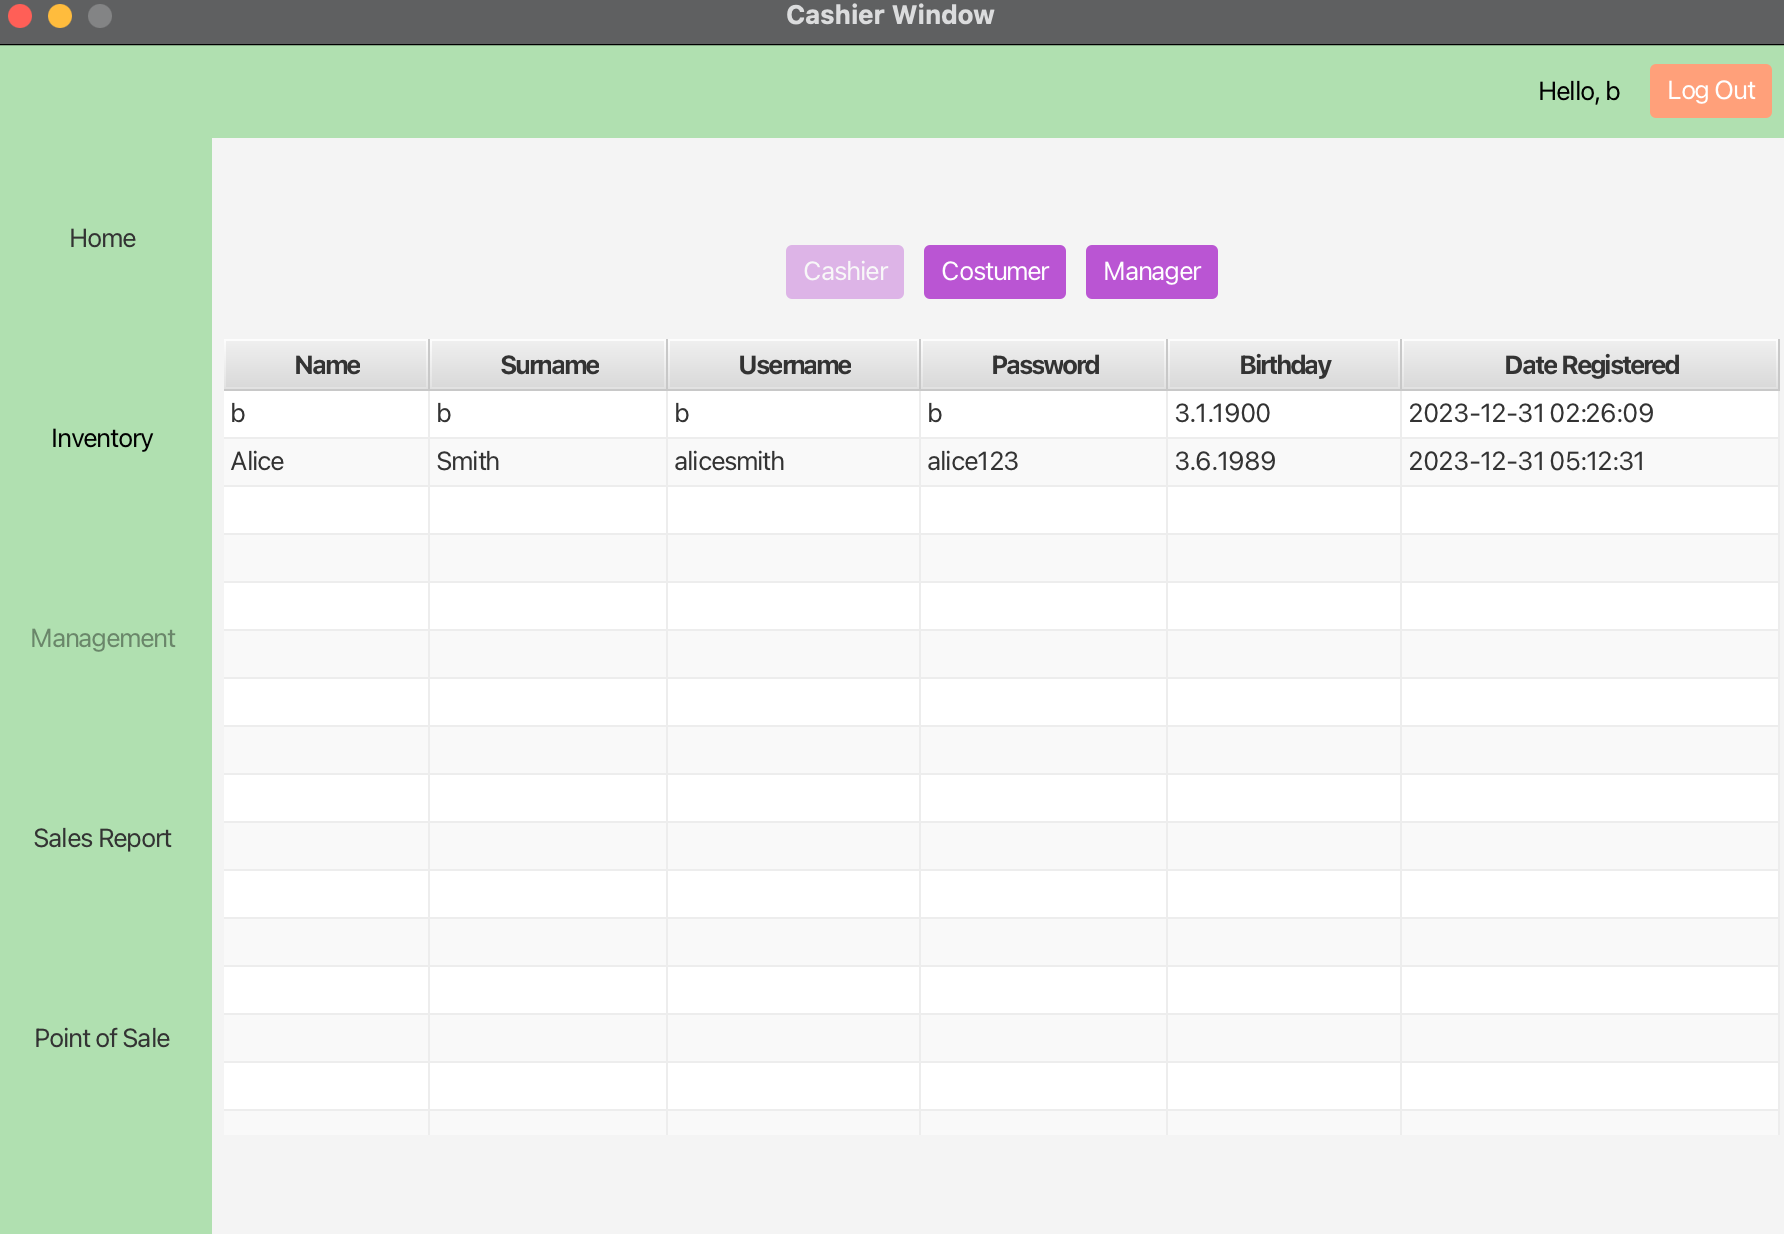 Cashier Window
Hello, b Log Out
Home
Cashier Costumer Manager
Name Surname Username Password Birthday Date Registered
b b b b 3.1.1900 2023-12-31 02:26:09
Inventory
Alice Smith alicesmith alice123 3.6.1989 2023-12-31 05:12:31
Management
Sales Report
Point of Sale